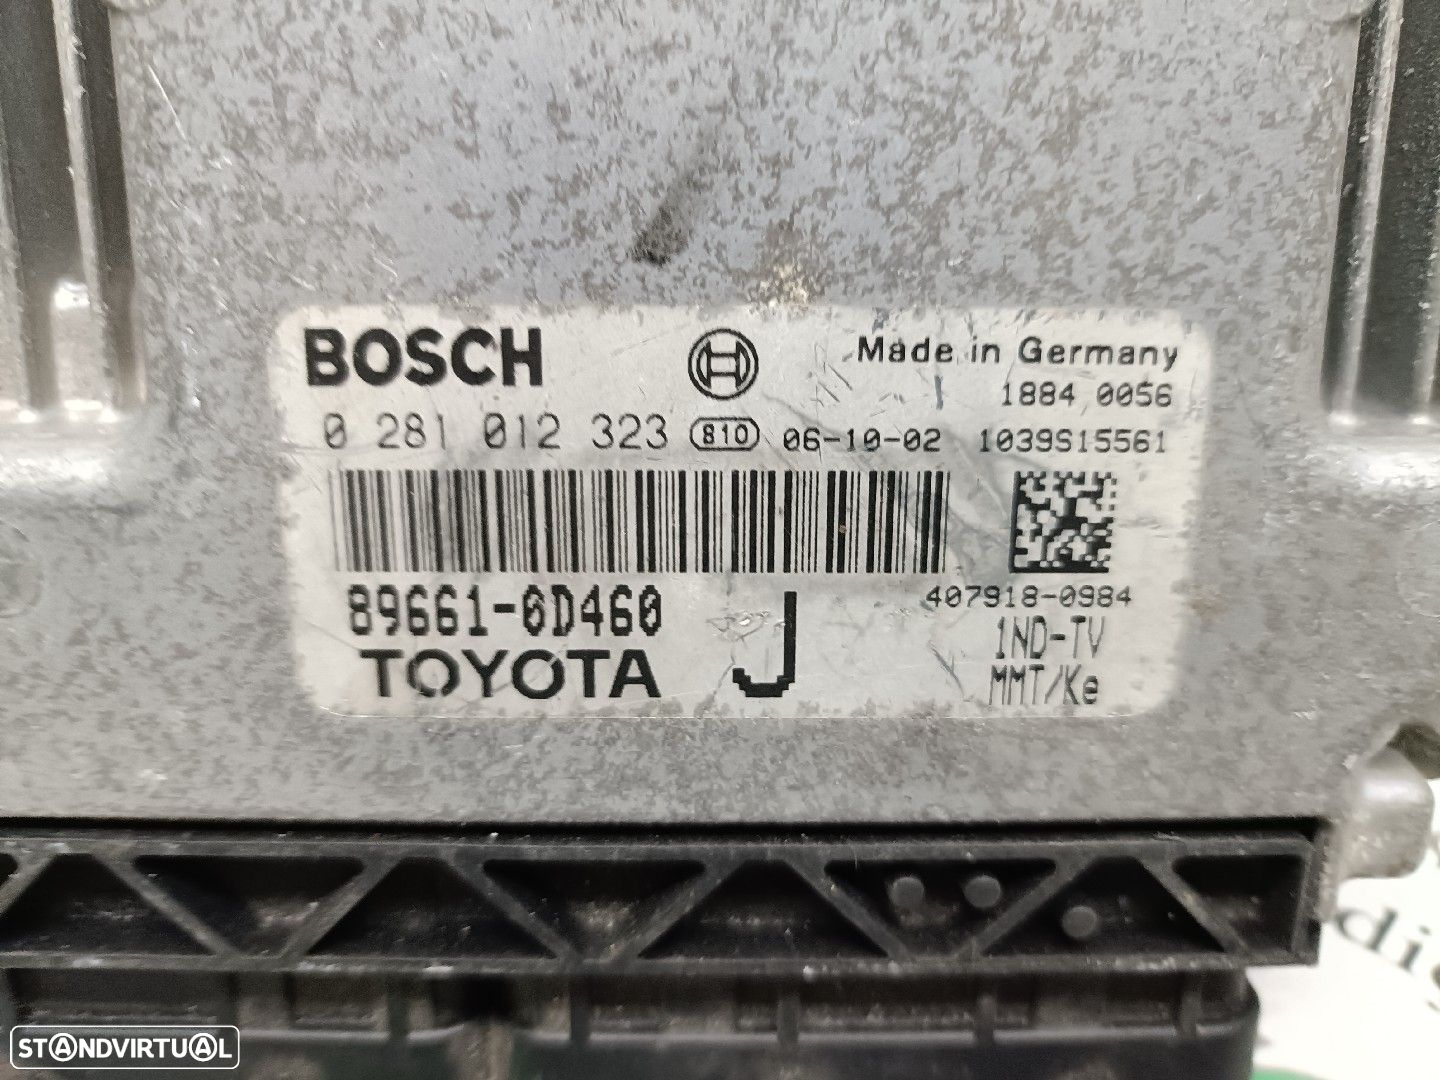 BOSCH
Made in Germany
1884 0056
0 281 012 323 810 06-10-02 1039S15561
89661-0D460
407918-0984
TOYOTA
J
1ND-TV
MMT/Ke
STANDVIRTUAL